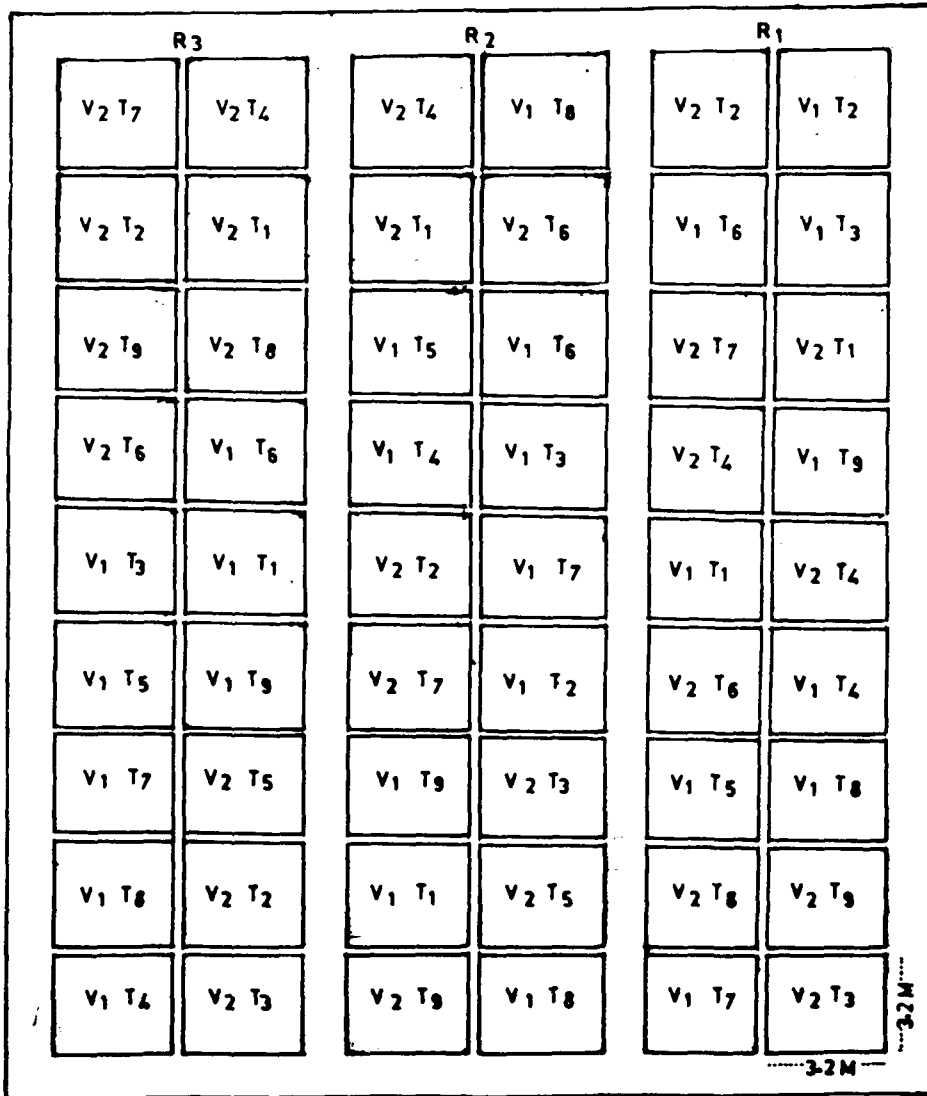 R3 R2 R1
V2 T7 V2 T4 V2 T4 V1 T8 V2 T2 V1 T2
V2 T2 V2 T1 V2 T1 V2 T6 V1 T6 V1 T3
V2 T9 V2 T8 V1 T5 V1 T6 V2 T7 V2 T1
V2 T6 V1 T6 V1 T4 V1 T3 V2 T4 V1 T9
V1 T3 V1 T1 V2 T2 V1 T7 V1 T1 V2 T4
V1 T5 V1 T9 V2 T7 V1 T2 V2 T6 V1 T4
V1 T7 V2 T5 V1 T9 V2 T3 V1 T5 V1 T8
V1 T8 V2 T2 V1 T1 V2 T5 V2 T8 V2 T9
V1 T4 V2 T3 V2 T9 V1 T8 V1 T7 V2 T3
3.2 M
3.2 M